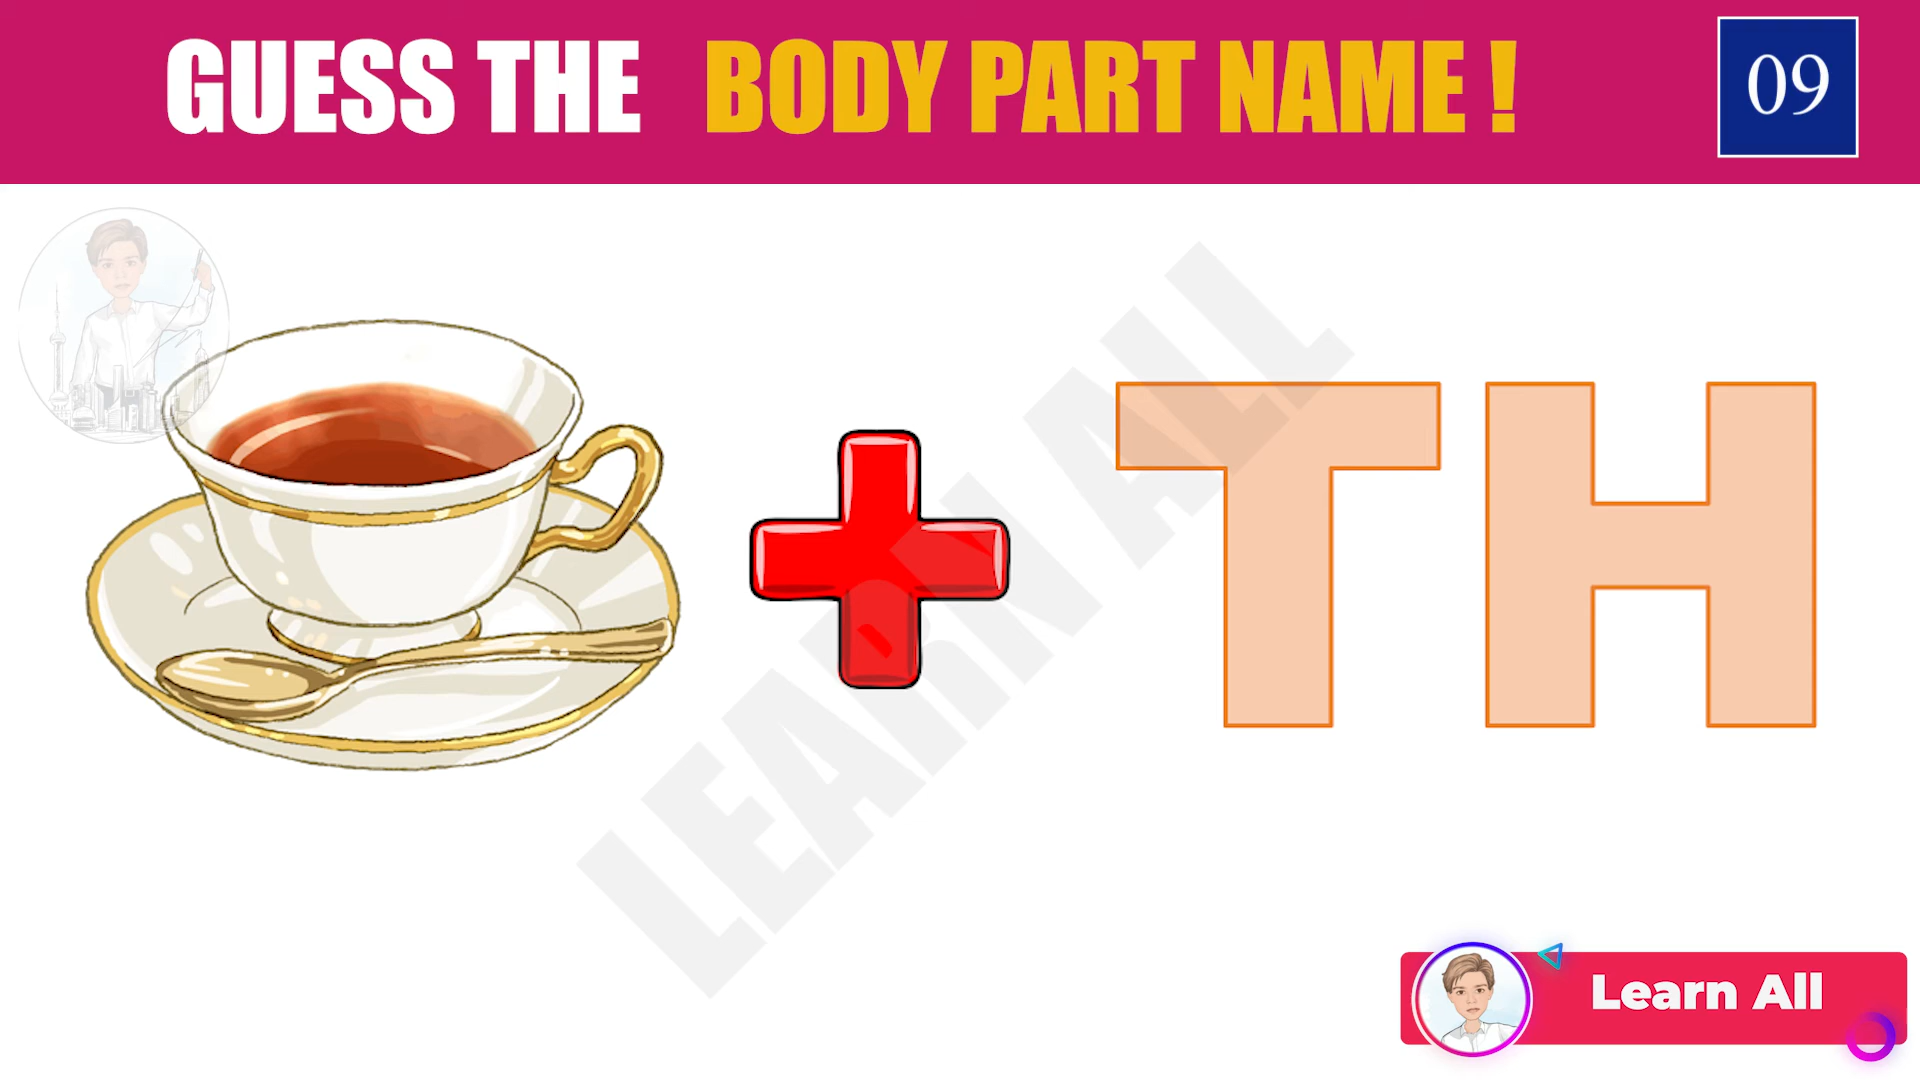 GUESS THE BODY PART NAME !
09
TH
LEARN ALL
Learn All